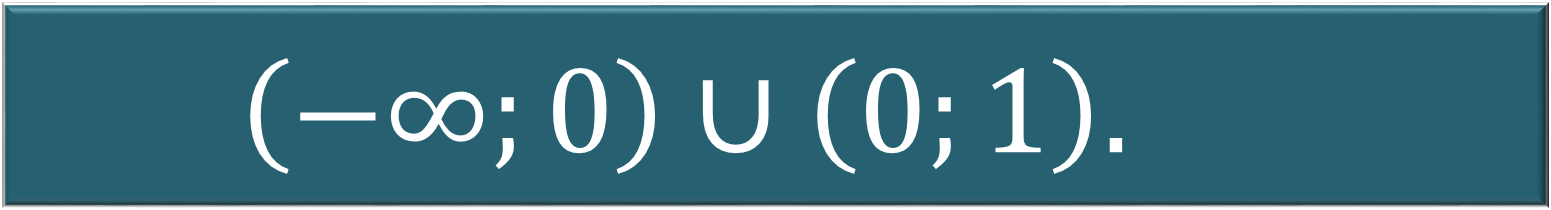 (−∞; 0) ∪ (0; 1).